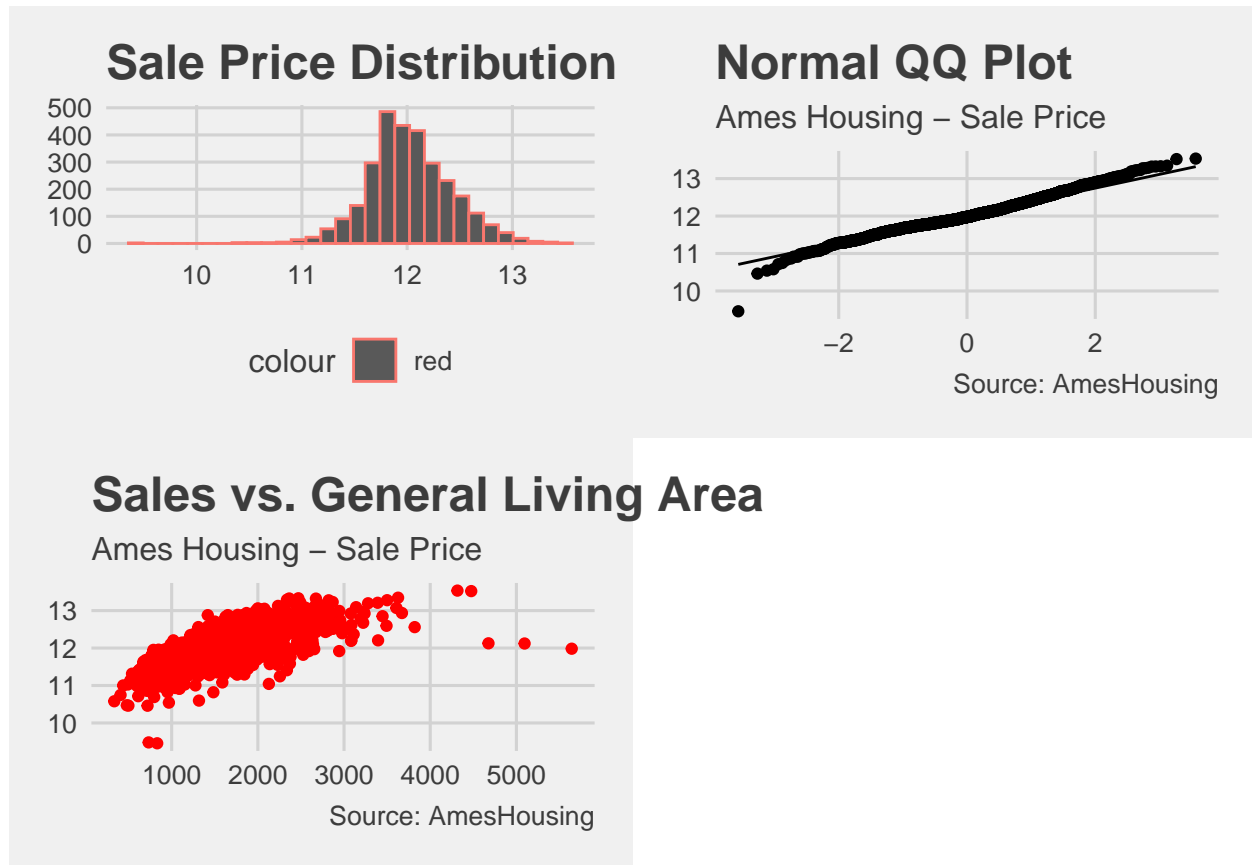 Sale Price Distribution
500
400
300
200
100
0
10 11 12 13
colour red
Normal QQ Plot
Ames Housing – Sale Price
13
12
11
10
−2 0 2
Source: AmesHousing
Sales vs. General Living Area
Ames Housing – Sale Price
13
12
11
10
1000 2000 3000 4000 5000
Source: AmesHousing